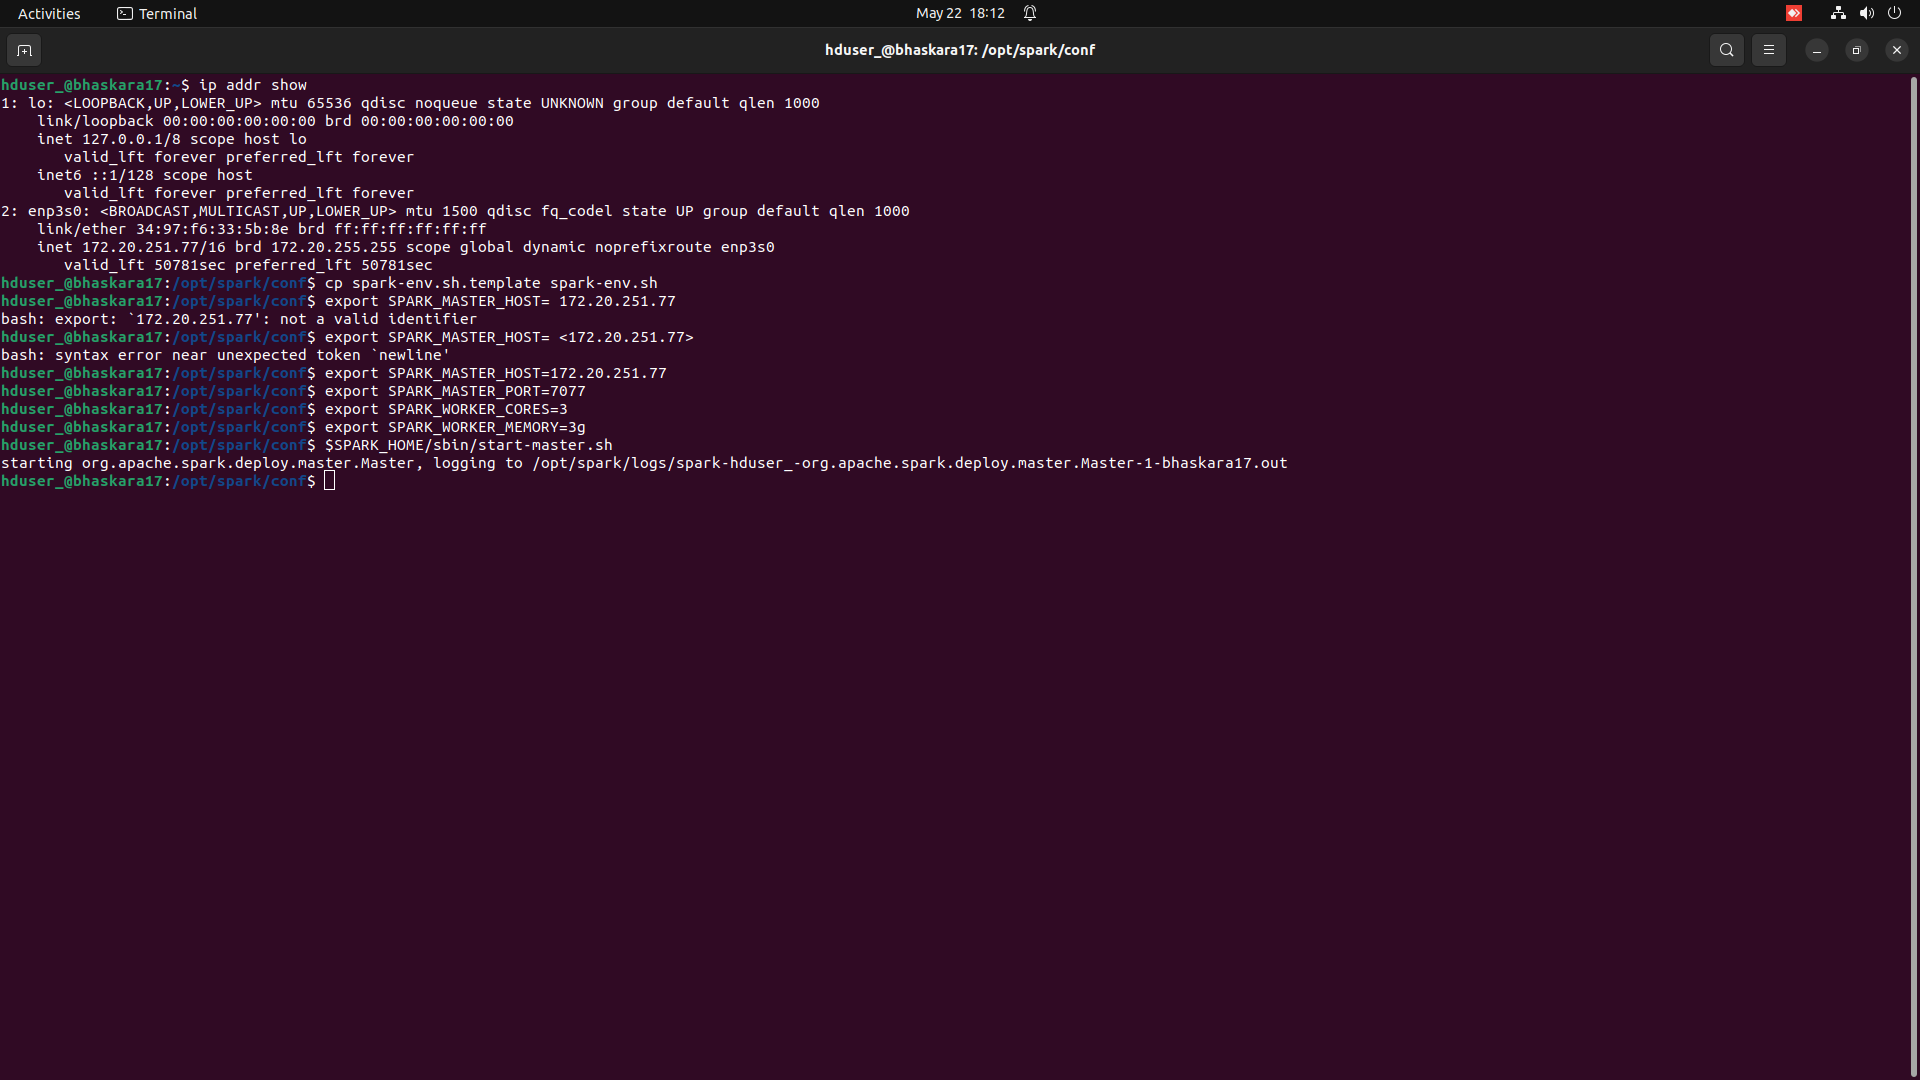 Activities Terminal May 22 18:12
hduser_@bhaskara17: /opt/spark/conf
hduser_@bhaskara17:~$ ip addr show
1: lo: <LOOPBACK,UP,LOWER_UP> mtu 65536 qdisc noqueue state UNKNOWN group default qlen 1000
    link/loopback 00:00:00:00:00:00 brd 00:00:00:00:00:00
    inet 127.0.0.1/8 scope host lo
       valid_lft forever preferred_lft forever
    inet6 ::1/128 scope host
       valid_lft forever preferred_lft forever
2: enp3s0: <BROADCAST,MULTICAST,UP,LOWER_UP> mtu 1500 qdisc fq_codel state UP group default qlen 1000
    link/ether 34:97:f6:33:5b:8e brd ff:ff:ff:ff:ff:ff
    inet 172.20.251.77/16 brd 172.20.255.255 scope global dynamic noprefixroute enp3s0
       valid_lft 50781sec preferred_lft 50781sec
hduser_@bhaskara17:/opt/spark/conf$ cp spark-env.sh.template spark-env.sh
hduser_@bhaskara17:/opt/spark/conf$ export SPARK_MASTER_HOST= 172.20.251.77
bash: export: `172.20.251.77': not a valid identifier
hduser_@bhaskara17:/opt/spark/conf$ export SPARK_MASTER_HOST= <172.20.251.77>
bash: syntax error near unexpected token `newline'
hduser_@bhaskara17:/opt/spark/conf$ export SPARK_MASTER_HOST=172.20.251.77
hduser_@bhaskara17:/opt/spark/conf$ export SPARK_MASTER_PORT=7077
hduser_@bhaskara17:/opt/spark/conf$ export SPARK_WORKER_CORES=3
hduser_@bhaskara17:/opt/spark/conf$ export SPARK_WORKER_MEMORY=3g
hduser_@bhaskara17:/opt/spark/conf$ $SPARK_HOME/sbin/start-master.sh
starting org.apache.spark.deploy.master.Master, logging to /opt/spark/logs/spark-hduser_-org.apache.spark.deploy.master.Master-1-bhaskara17.out
hduser_@bhaskara17:/opt/spark/conf$